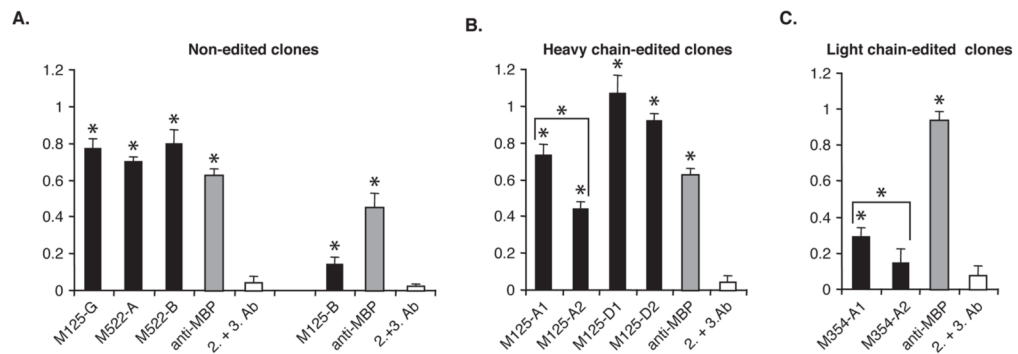 A.
Non-edited clones
1.2
1
0.8
0.6
0.4
0.2
0
* * * * * *
M125-G M522-A M522-B anti-MBP 2. + 3. Ab M125-B anti-MBP 2.+3. Ab
B.
Heavy chain-edited clones
1.2
1
0.8
0.6
0.4
0.2
0
* * * * * *
M125-A1 M125-A2 M125-D1 M125-D2 anti-MBP 2. + 3.Ab
C.
Light chain-edited clones
1.2
1
0.8
0.6
0.4
0.2
0
* * *
M354-A1 M354-A2 anti-MBP 2. + 3. Ab